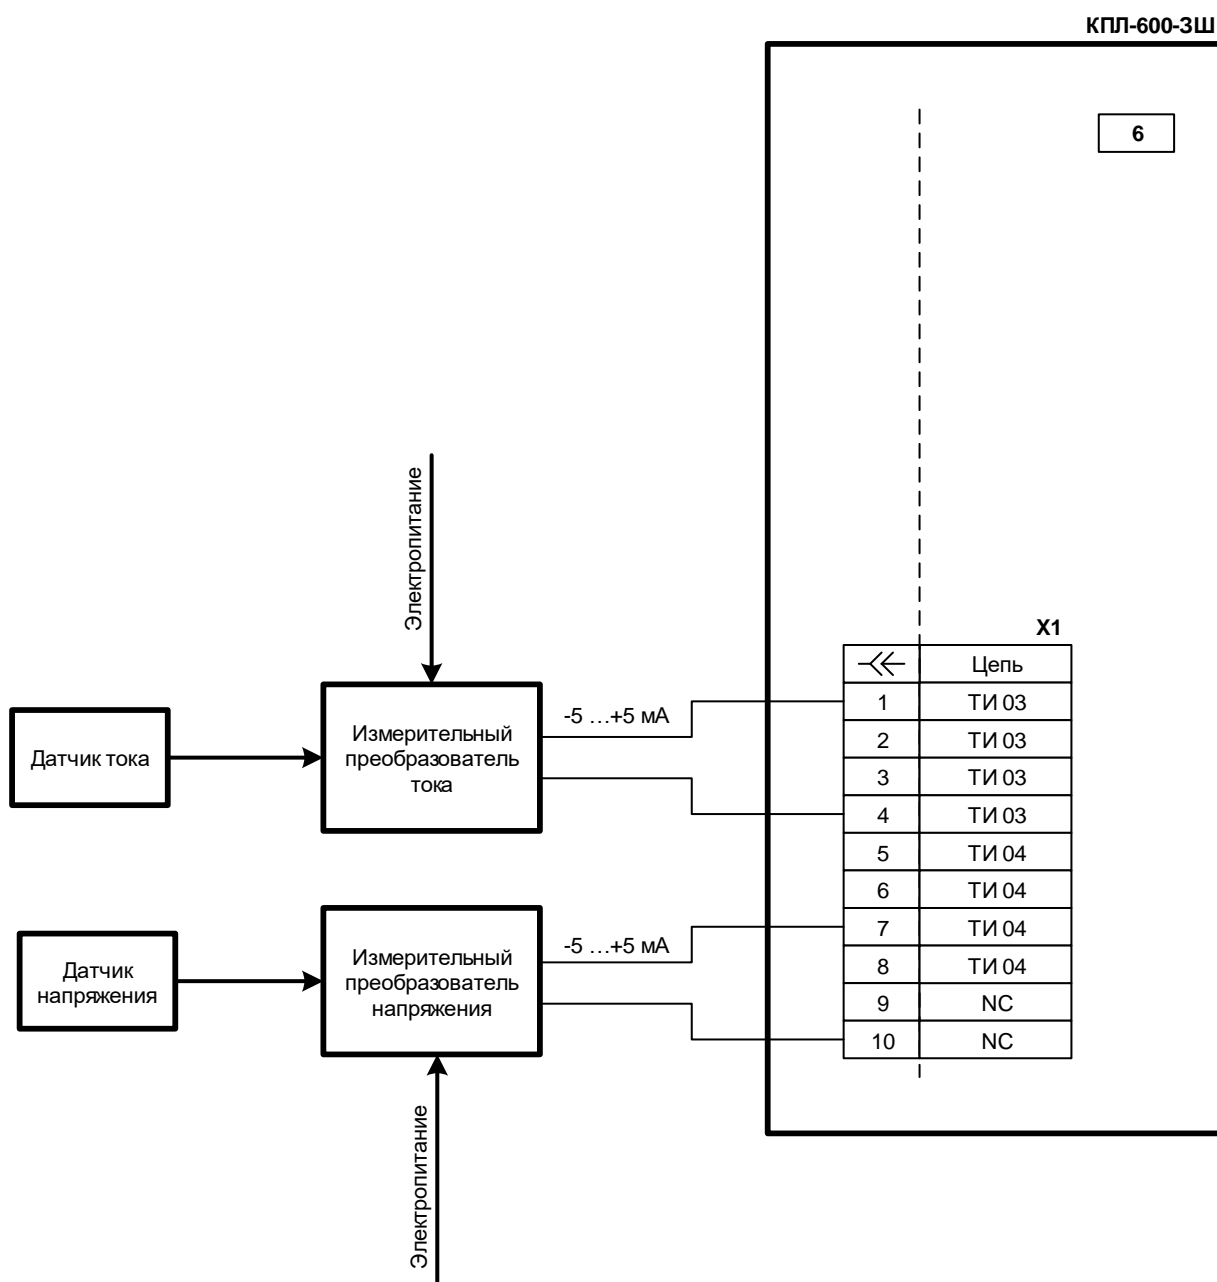 КПЛ-600-ЗШ
6
Электропитание
X1
Цепь
1 ТИ 03
2 ТИ 03
3 ТИ 03
4 ТИ 03
5 ТИ 04
6 ТИ 04
7 ТИ 04
8 ТИ 04
9 NC
10 NC
Датчик тока
Измерительный
преобразователь
тока
-5 …+5 мА
Датчик
напряжения
Измерительный
преобразователь
напряжения
-5 …+5 мА
Электропитание